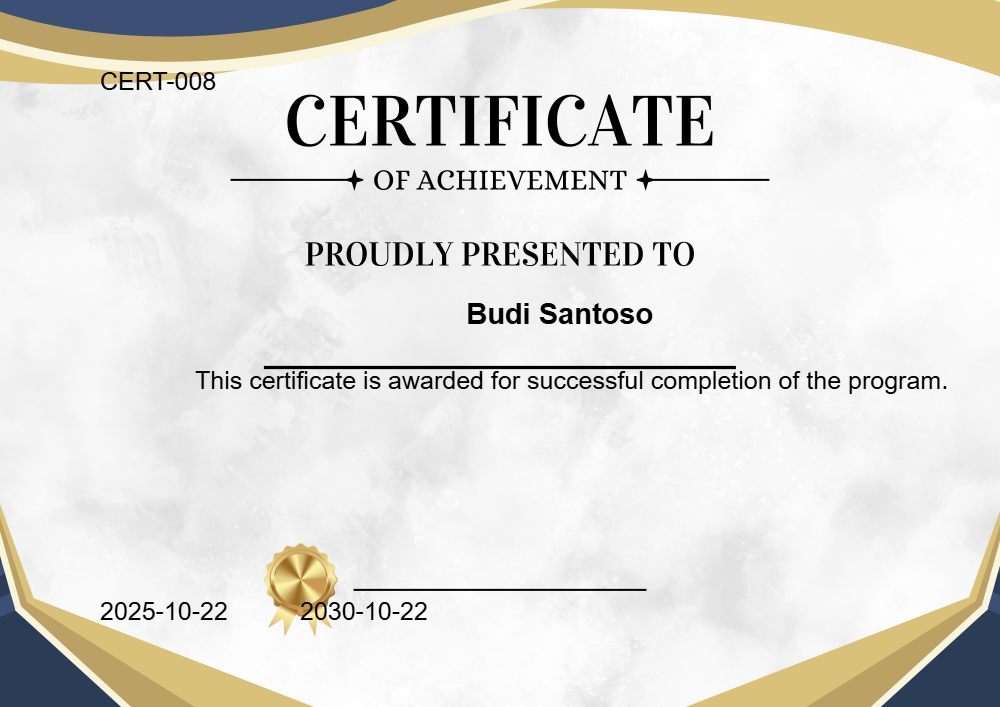 CERT-008
CERTIFICATE
OF ACHIEVEMENT
PROUDLY PRESENTED TO
Budi Santoso
This certificate is awarded for successful completion of the program.
2025-10-22 2030-10-22